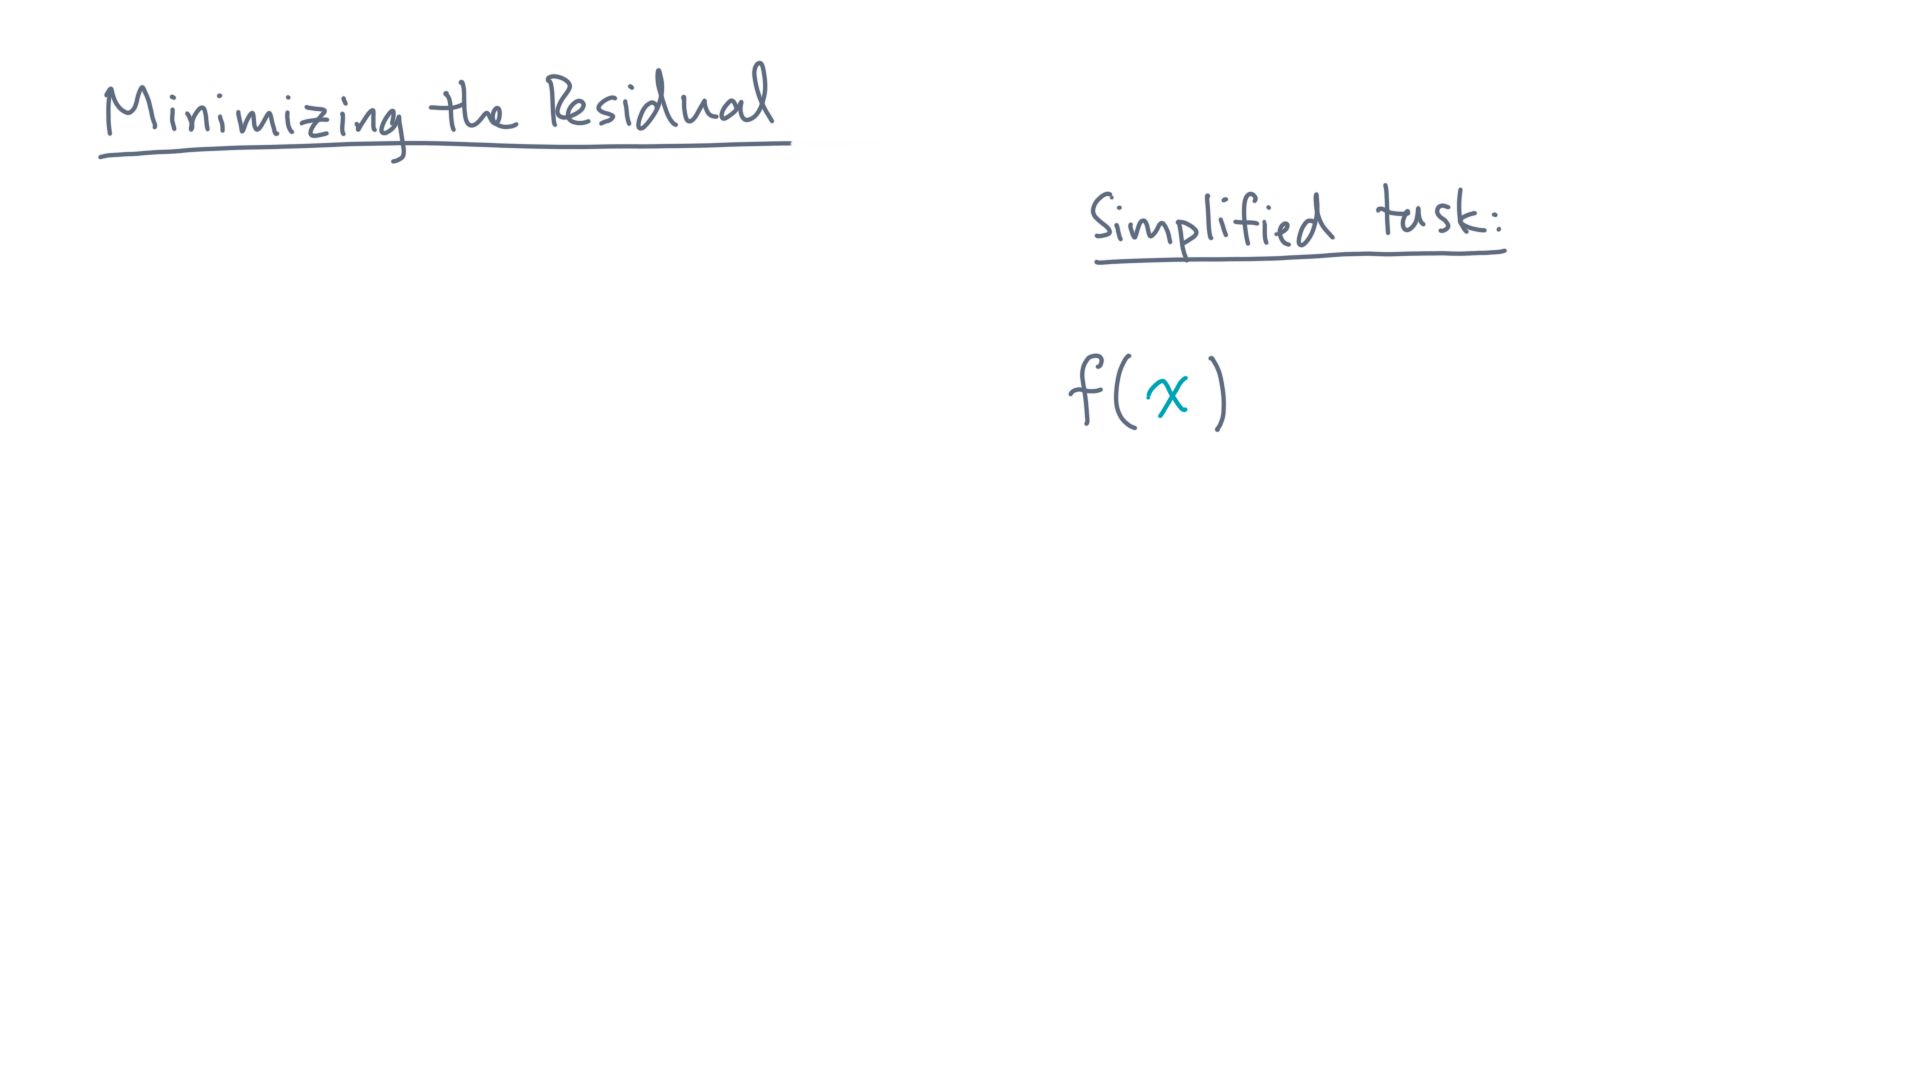 Minimizing the Residual
Simplified task:
f(x)